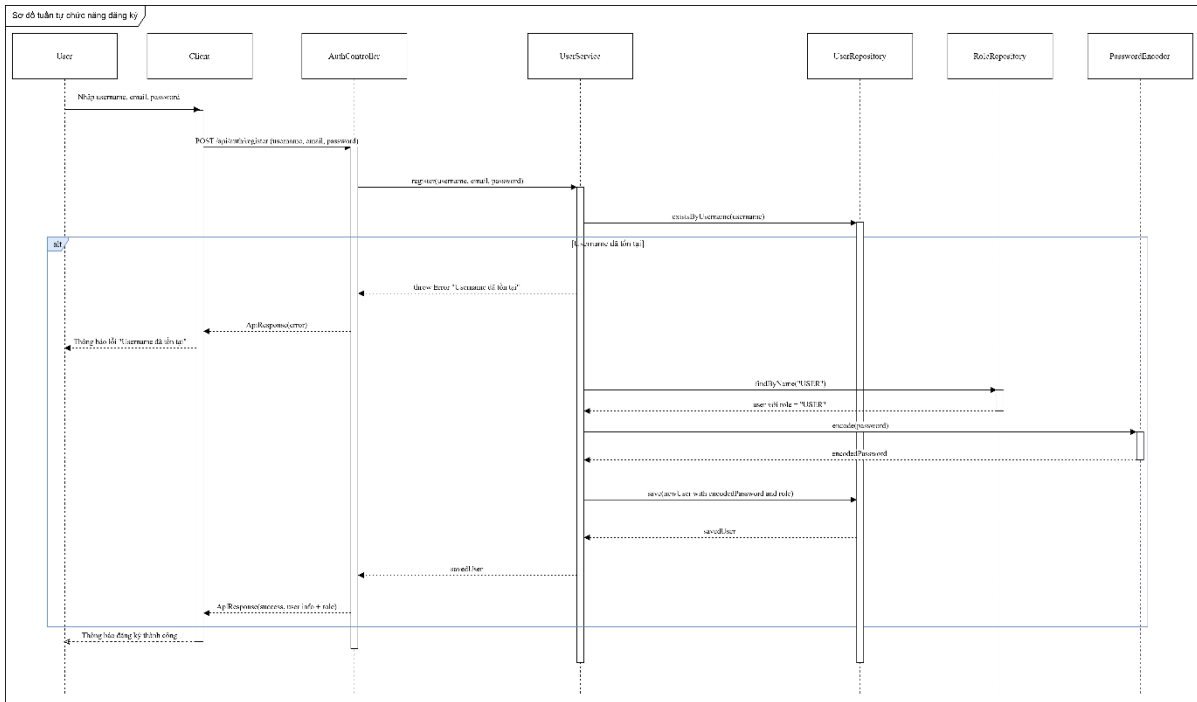 Sơ đồ tuần tự chức năng đăng ký
User
Client
AuthController
UserService
UserRepository
RoleRepository
PasswordEncoder
Nhập username, email, password
POST /api/auth/register (username, email, password)
register(username, email, password)
existsByUsername(username)
alt
[Username đã tồn tại]
throw Error "Username đã tồn tại"
ApiResponse(error)
Thông báo lỗi "Username đã tồn tại"
findByName("USER")
user với role = "USER"
encode(password)
encodedPassword
save(newUser with encodedPassword and role)
savedUser
savedUser
ApiResponse(success, user info + role)
Thông báo đăng ký thành công